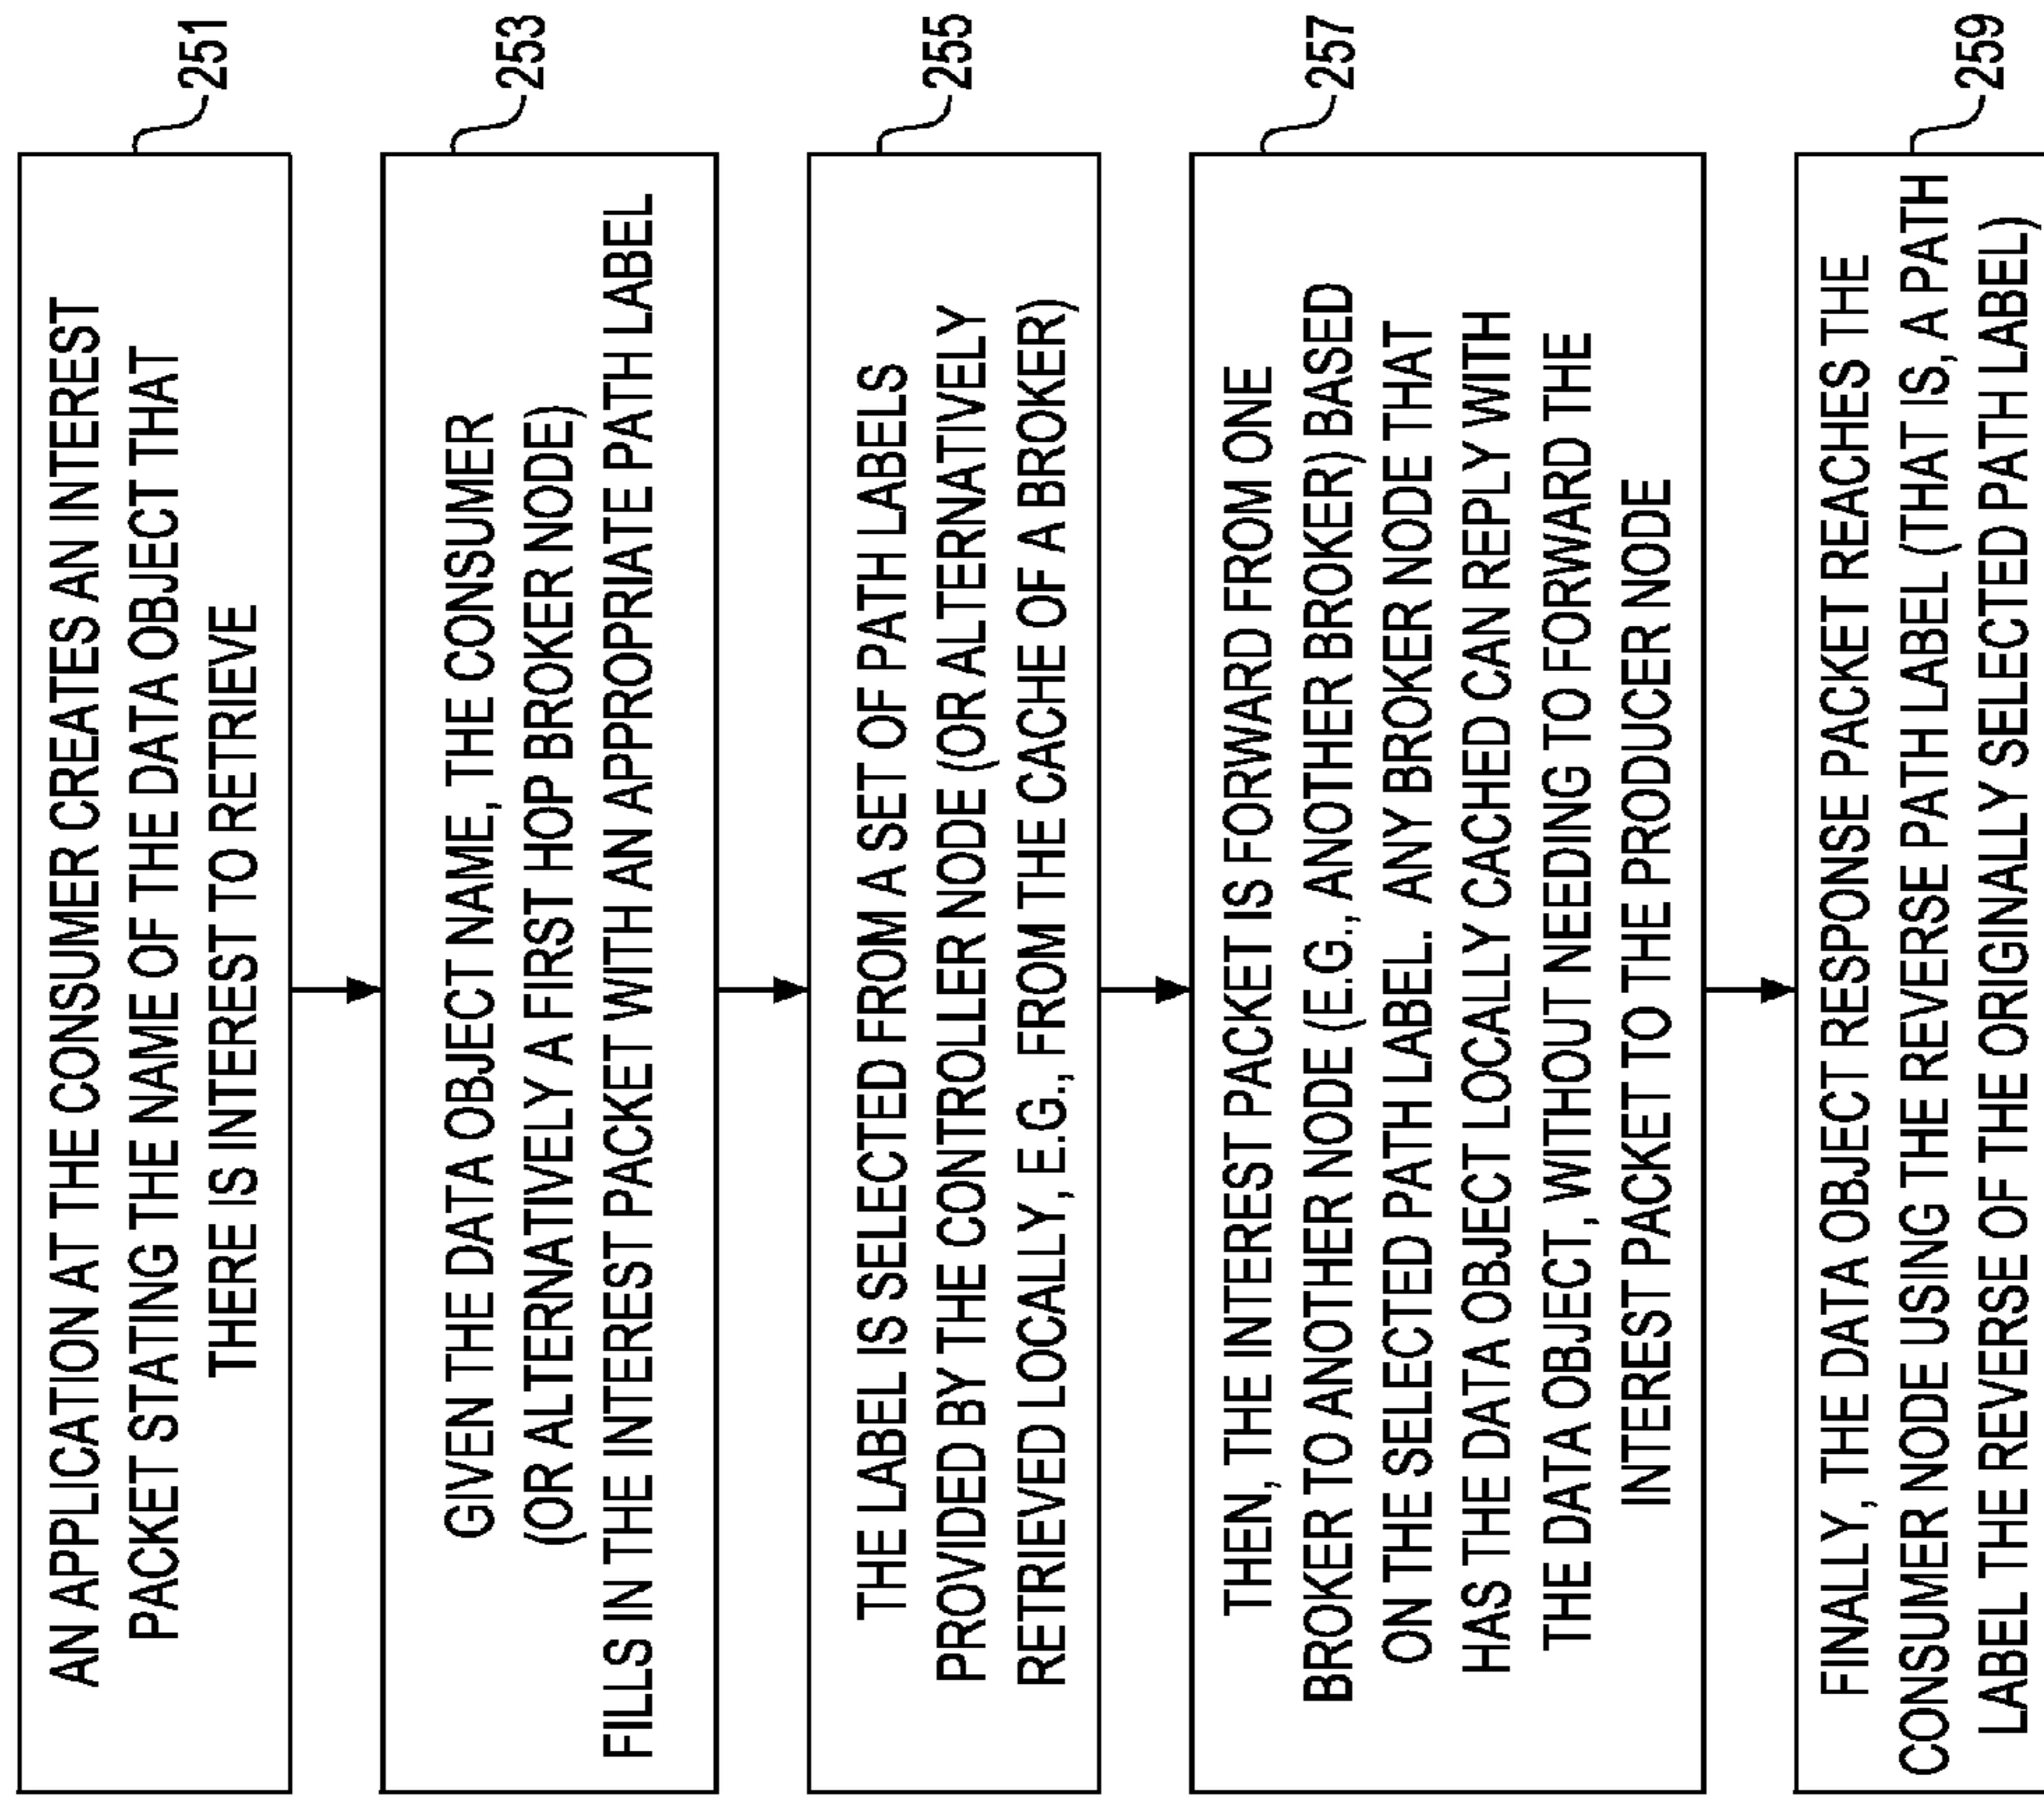 AN APPLICATION AT THE CONSUMER CREATES AN INTEREST
PACKET STATING THE NAME OF THE DATA OBJECT THAT
THERE IS INTEREST TO RETRIEVE
251
GIVEN THE DATA OBJECT NAME, THE CONSUMER
(OR ALTERNATIVELY A FIRST HOP BROKER NODE)
FILLS IN THE INTEREST PACKET WITH AN APPROPRIATE PATH LABEL
253
THE LABEL IS SELECTED FROM A SET OF PATH LABELS
PROVIDED BY THE CONTROLLER NODE (OR ALTERNATIVELY
RETRIEVED LOCALLY, E.G., FROM THE CACHE OF A BROKER)
255
THEN, THE INTEREST PACKET IS FORWARD FROM ONE
BROKER TO ANOTHER NODE (E.G., ANOTHER BROKER) BASED
ON THE SELECTED PATH LABEL. ANY BROKER NODE THAT
HAS THE DATA OBJECT LOCALLY CACHED CAN REPLY WITH
THE DATA OBJECT, WITHOUT NEEDING TO FORWARD THE
INTEREST PACKET TO THE PRODUCER NODE
257
FINALLY, THE DATA OBJECT RESPONSE PACKET REACHES THE
CONSUMER NODE USING THE REVERSE PATH LABEL (THAT IS, A PATH
LABEL THE REVERSE OF THE ORIGINALLY SELECTED PATH LABEL)
259